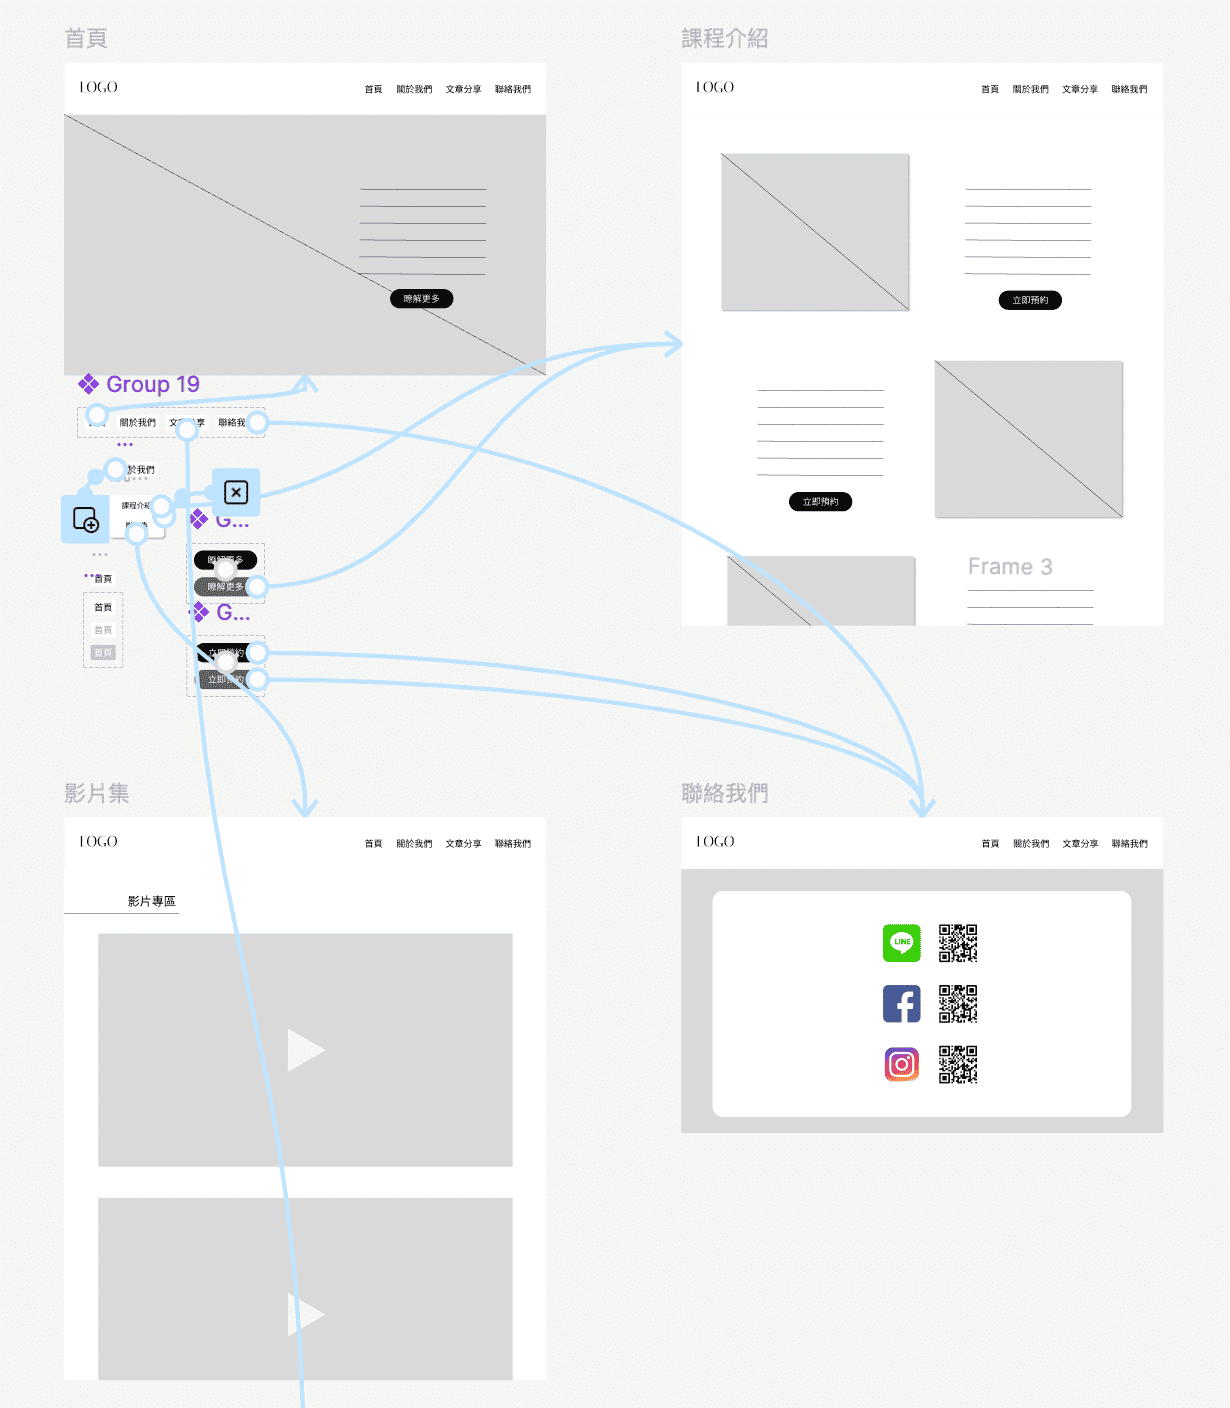 首頁
LOGO
首頁 關於我們 文章分享 聯絡我們
瞭解更多
課程介紹
LOGO
首頁 關於我們 文章分享 聯絡我們
立即預約
立即預約
Frame 3
Group 19
關於我們 文 享 聯絡我
於我們
課程介紹
G...
瞭解更多
瞭解更多
G...
立即預約
立即預約
首頁
首頁
首頁
首頁
影片集
LOGO
首頁 關於我們 文章分享 聯絡我們
影片專區
聯絡我們
LOGO
首頁 關於我們 文章分享 聯絡我們
LINE